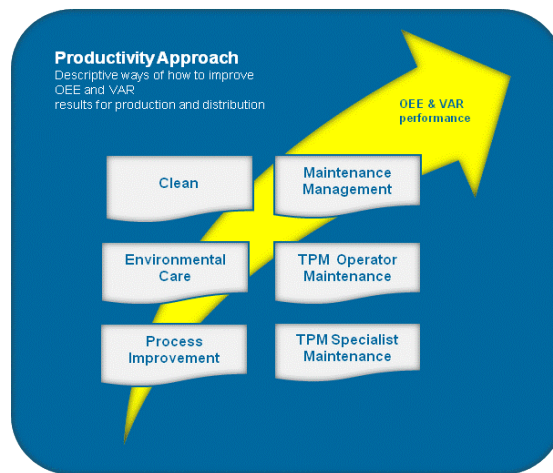 Productivity Approach
Descriptive ways of how to improve
OEE and VAR
results for production and distribution
OEE & VAR
performance
Clean
Maintenance
Management
Environmental
Care
TPM Operator
Maintenance
Process
Improvement
TPM Specialist
Maintenance